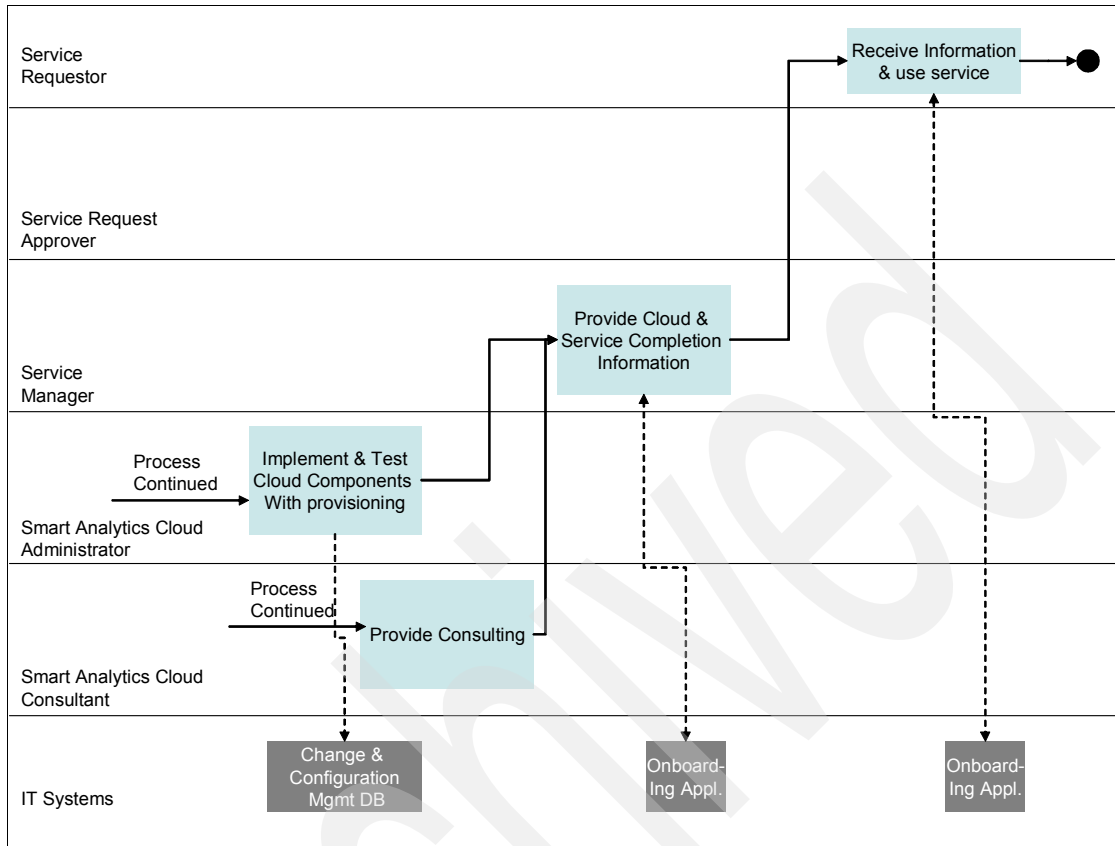 Service
Requestor
Receive Information
& use service
Service Request
Approver
Provide Cloud &
Service Completion
Information
Service
Manager
Process
Continued
Implement & Test
Cloud Components
With provisioning
Smart Analytics Cloud
Administrator
Process
Continued
Provide Consulting
Smart Analytics Cloud
Consultant
Change &
Configuration
Mgmt DB
Onboard-
Ing Appl.
Onboard-
Ing Appl.
IT Systems